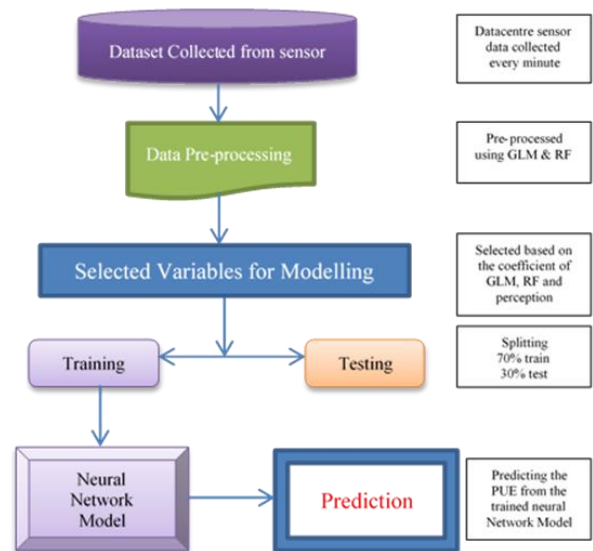 Dataset Collected from sensor
Datacentre sensor
data collected
every minute
Data Pre-processing
Pre-processed
using GLM & RF
Selected Variables for Modelling
Selected based on
the coefficient of
GLM, RF and
perception
Training
Testing
Splitting
70% train
30% test
Neural
Network
Model
Prediction
Predicting the
PUE from the
trained neural
Network Model